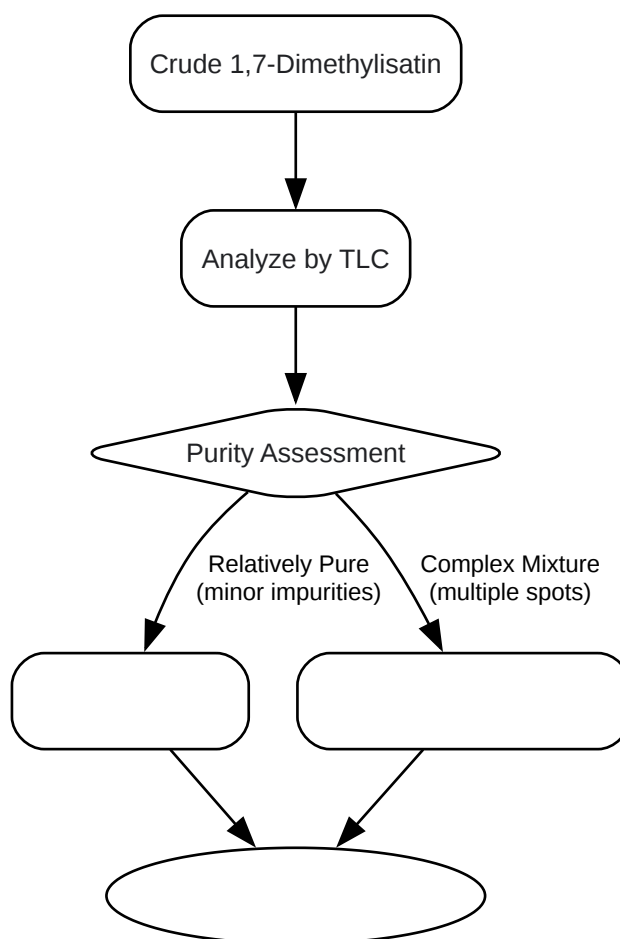 Crude 1,7-Dimethylisatin
Analyze by TLC
Purity Assessment
Relatively Pure
(minor impurities)
Complex Mixture
(multiple spots)